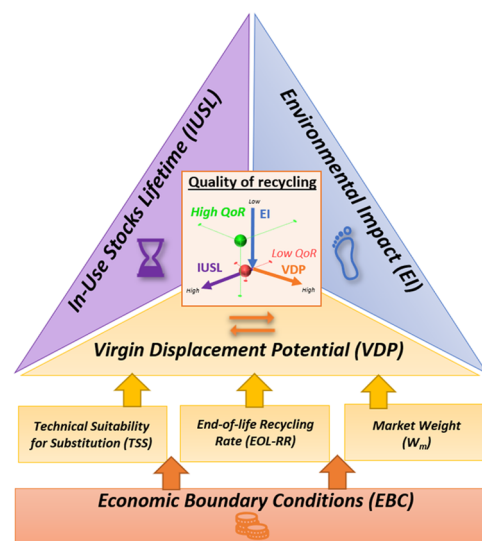 In-Use Stocks Lifetime (IUSL)
Environmental Impact (EI)
Quality of recycling
Low
High QoR
EI
Low QoR
IUSL
VDP
High
High
Virgin Displacement Potential (VDP)
Technical Suitability
for Substitution (TSS)
End-of-life Recycling
Rate (EOL-RR)
Market Weight
(Wm)
Economic Boundary Conditions (EBC)